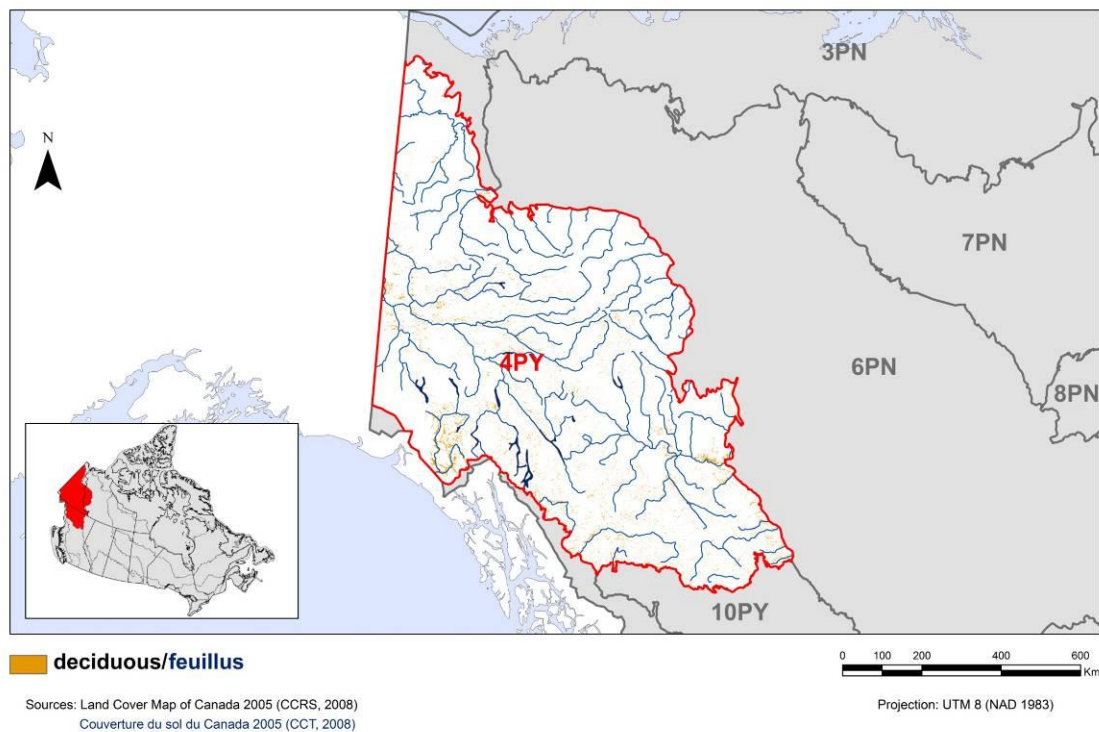 3PN
N
7PN
4PY
6PN
8PN
10PY
deciduous/feuillus
0 100 200 400 600
Km
Sources: Land Cover Map of Canada 2005 (CCRS, 2008)
Couverture du sol du Canada 2005 (CCT, 2008)
Projection: UTM 8 (NAD 1983)